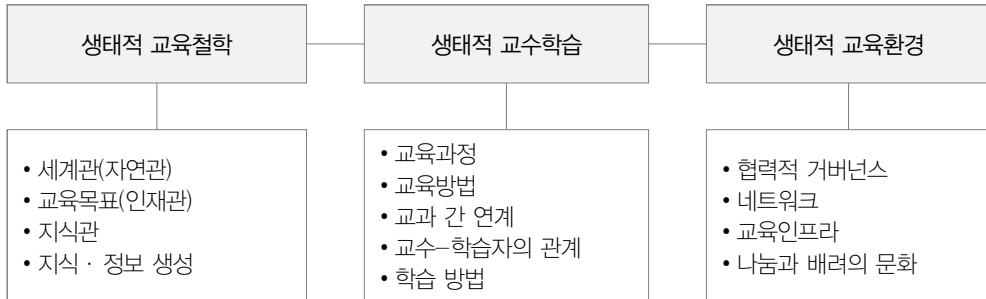 생태적 교육철학
생태적 교수학습
생태적 교육환경
• 세계관(자연관)
• 교육목표(인재관)
• 지식관
• 지식 · 정보 생성
• 교육과정
• 교육방법
• 교과 간 연계
• 교수–학습자의 관계
• 학습 방법
• 협력적 거버넌스
• 네트워크
• 교육인프라
• 나눔과 배려의 문화